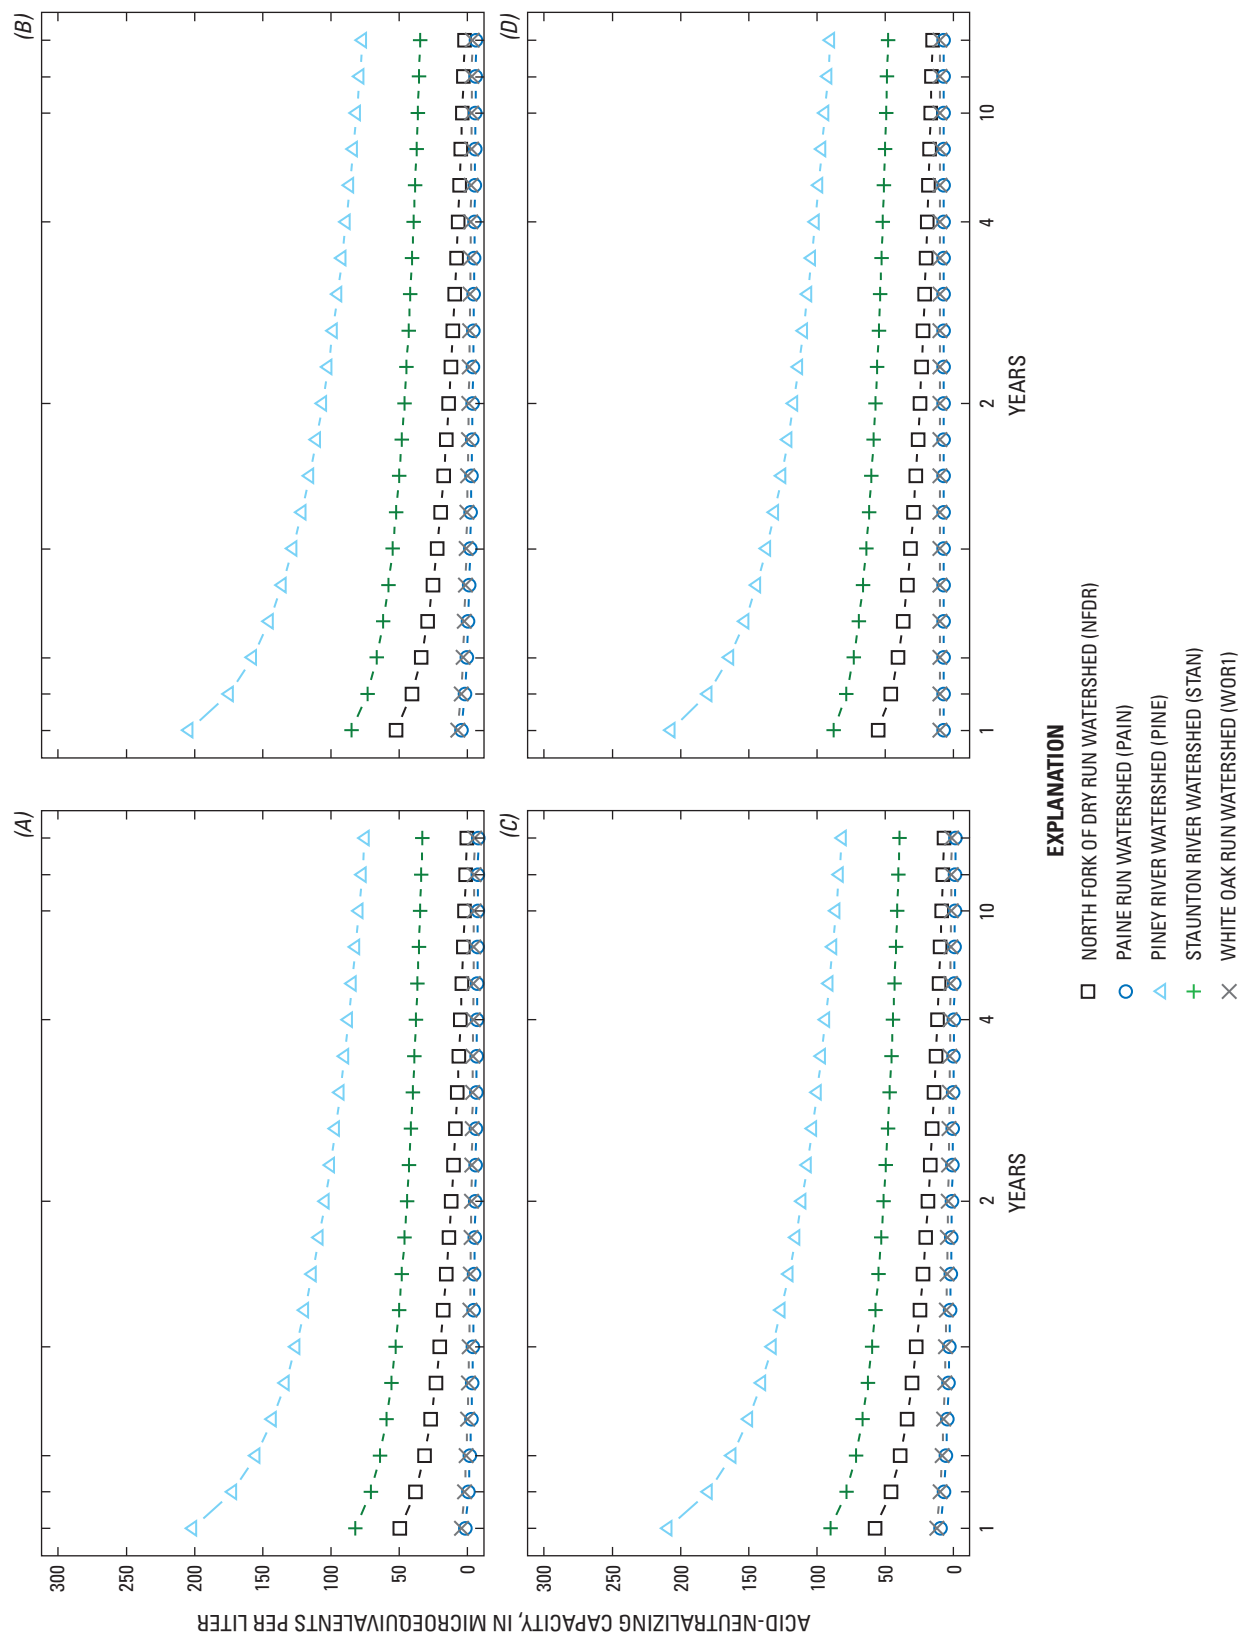 (A)
(B)
300
250
200
150
100
50
0
(C)
(D)
300
250
200
150
100
50
0
ACID-NEUTRALIZING CAPACITY, IN MICROEQUIVALENTS PER LITER
1 2 4 10
1 2 4 10
YEARS
YEARS
EXPLANATION
NORTH FORK OF DRY RUN WATERSHED (NFDR)
PAINE RUN WATERSHED (PAIN)
PINEY RIVER WATERSHED (PINE)
STAUNTON RIVER WATERSHED (STAN)
WHITE OAK RUN WATERSHED (WOR1)